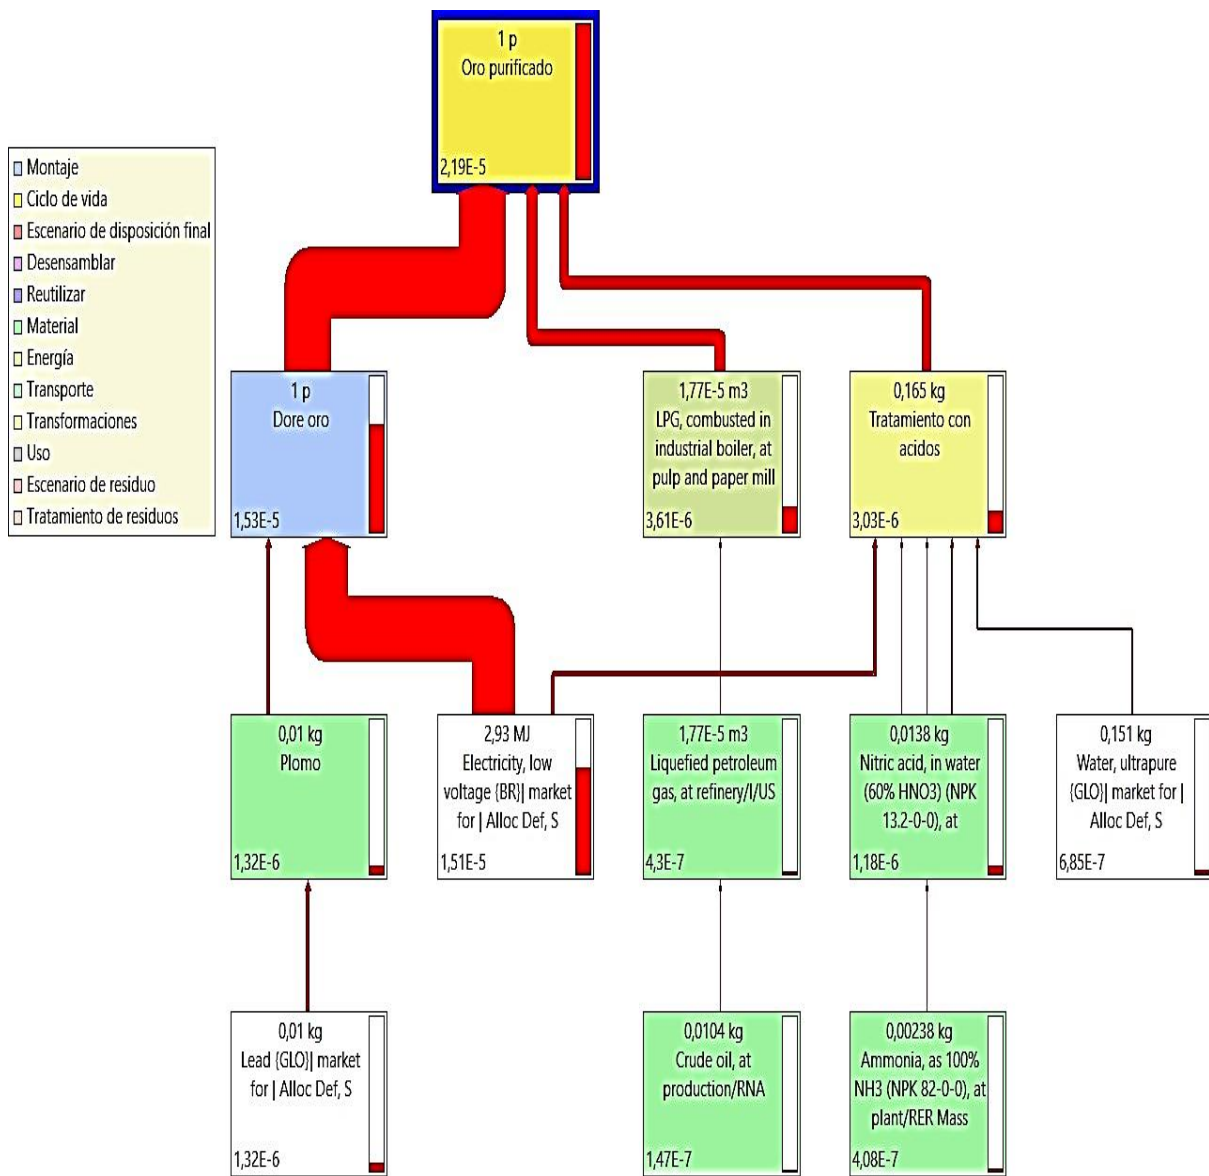 1 p
Oro purificado
2,19E-5
Montaje
Ciclo de vida
Escenario de disposición final
Desensamblar
Reutilizar
Material
Energía
Transporte
Transformaciones
Uso
Escenario de residuo
Tratamiento de residuos
1 p
Dore oro
1,53E-5
1,77E-5 m3
LPG, combusted in
industrial boiler, at
pulp and paper mill
3,61E-6
0,165 kg
Tratamiento con
acidos
3,03E-6
0,01 kg
Plomo
1,32E-6
2,93 MJ
Electricity, low
voltage {BR}| market
for | Alloc Def, S
1,51E-5
1,77E-5 m3
Liquefied petroleum
gas, at refinery/l/US
4,3E-7
0,0138 kg
Nitric acid, in water
(60% HNO3) (NPK
13.2-0-0), at
1,18E-6
0,151 kg
Water, ultrapure
{GLO}| market for |
Alloc Def, S
6,85E-7
0,01 kg
Lead {GLO}| market
for | Alloc Def, S
1,32E-6
0,0104 kg
Crude oil, at
production/RNA
1,47E-7
0,00238 kg
Ammonia, as 100%
NH3 (NPK 82-0-0), at
plant/RER Mass
4,08E-7